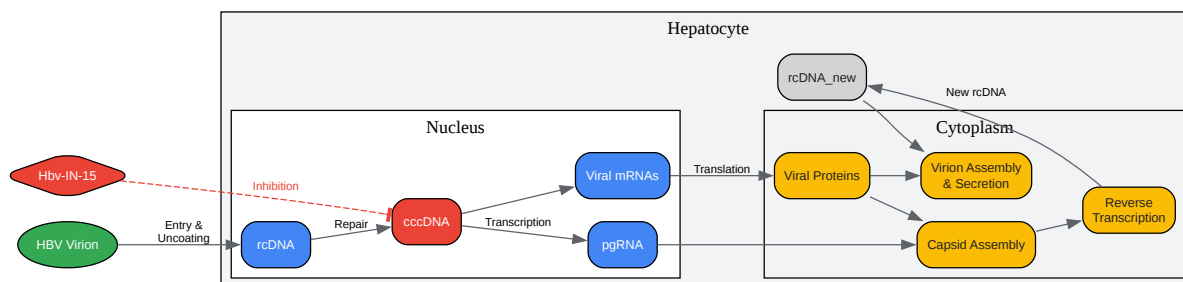 Hepatocyte
rcDNA_new
New rcDNA
Nucleus
Cytoplasm
Hbv-IN-15
Inhibition
Viral mRNAs
Translation
Viral Proteins
Virion Assembly
& Secretion
Reverse
Transcription
HBV Virion
Entry &
Uncoating
rcDNA
Repair
cccDNA
Transcription
pgRNA
Capsid Assembly